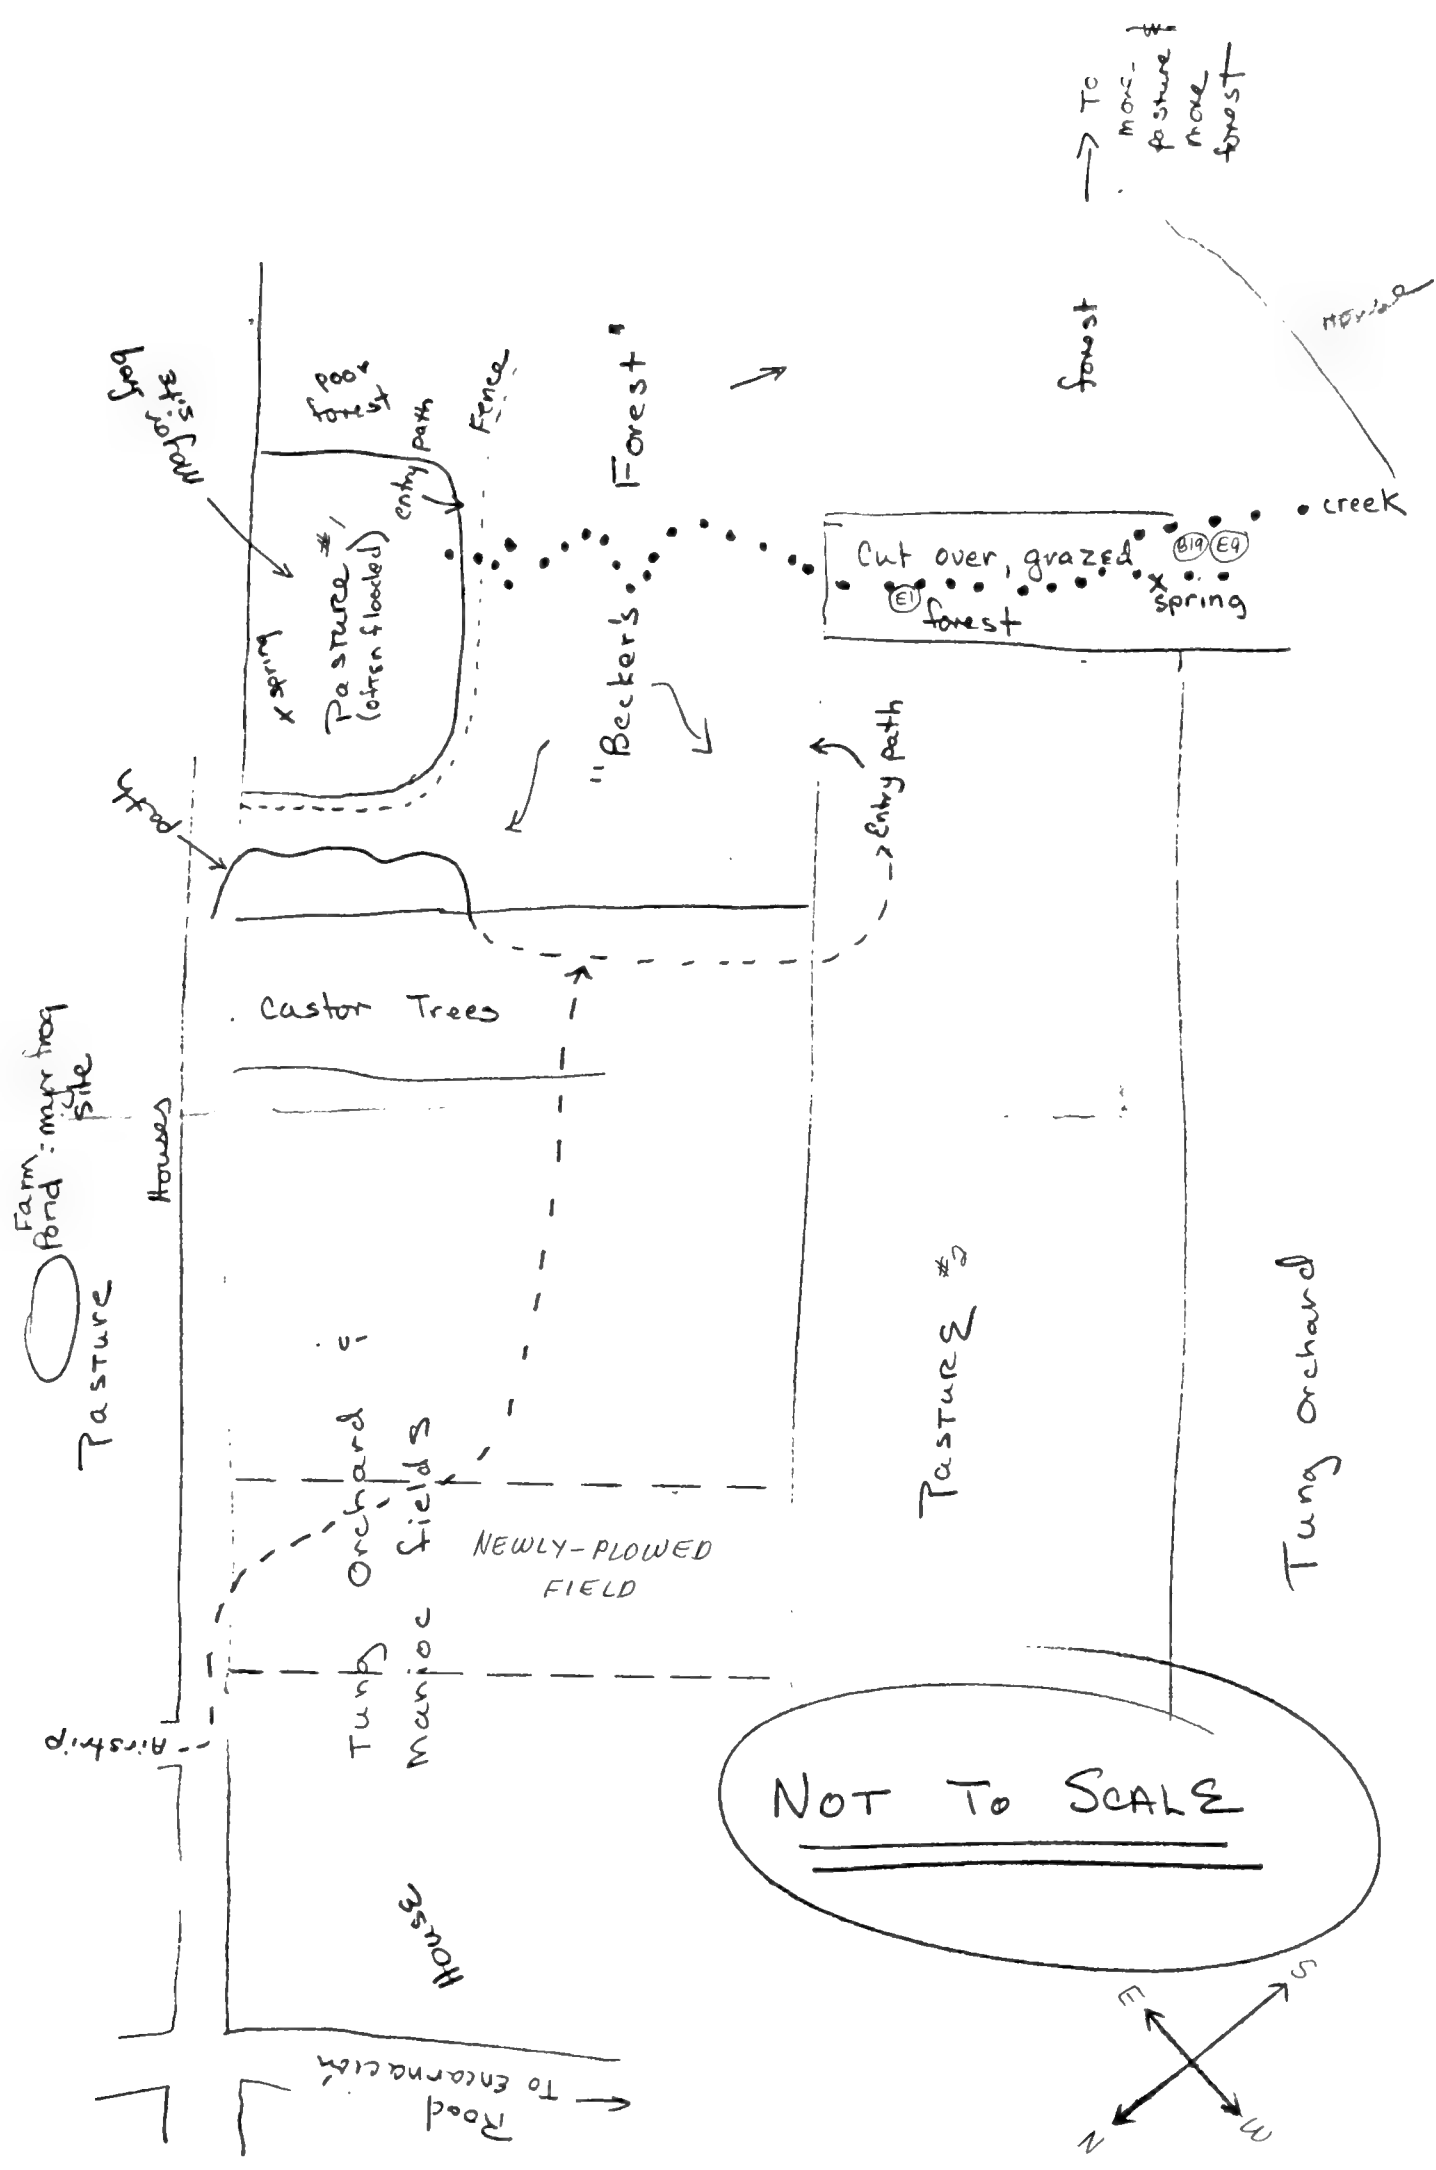 → To
more
pasture &
more
forest
forest
major frog
site
poor
forest
entry path
Fence
"Becker's Forest"
Pasture #1
(often flooded)
x spring
creek
Cut over, grazed
forest
B19
E9
E1
x
spring
path
→ Entry path
Castor Trees
Farm
Pond: major frog
site
Houses
Pasture
Tung Orchard &
Manioc fields
NEWLY-PLOWED
FIELD
Pasture #2
Tung Orchard
Airstrip
NOT TO SCALE
House
Road
→ To Encarnación
N
E
S
W